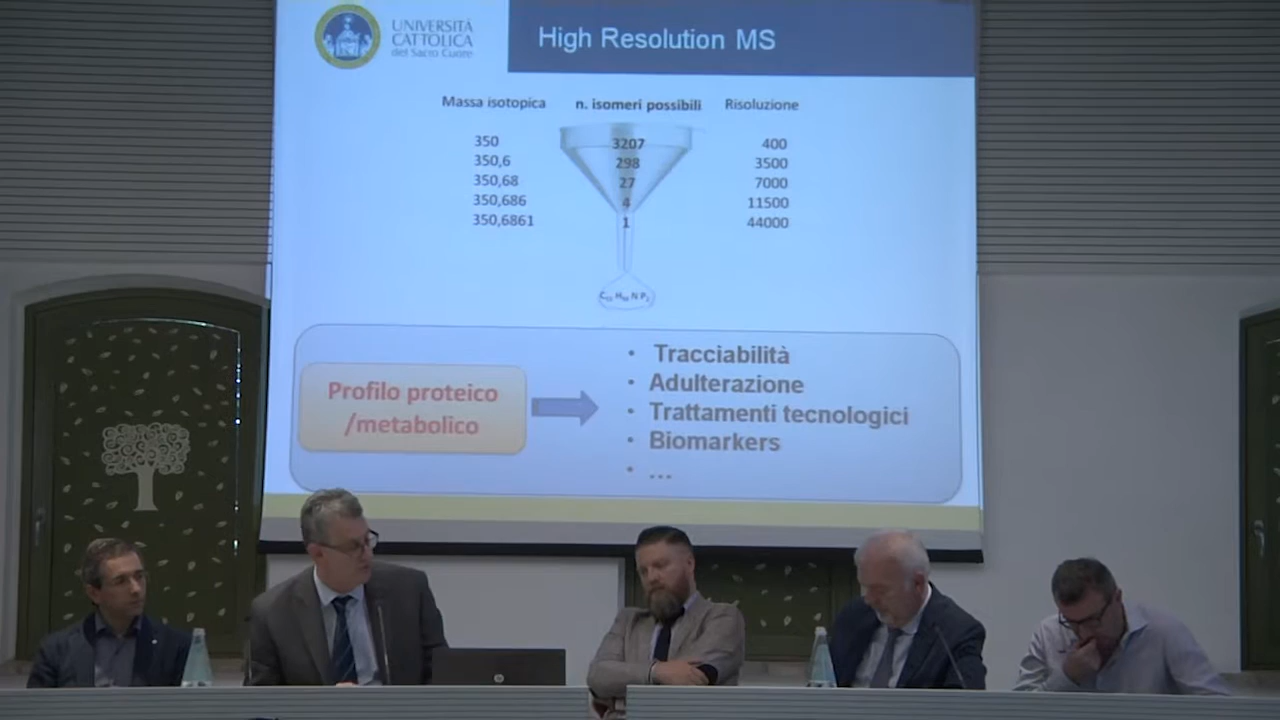 UNIVERSITÀ
CATTOLICA
del Sacro Cuore
High Resolution MS
Massa isotopica n. isomeri possibili Risoluzione
350 3207 400
350,6 298 3500
350,68 27 7000
350,686 4 11500
350,6861 1 44000
Profilo proteico
/metabolico
• Tracciabilità
• Adulterazione
• Trattamenti tecnologici
• Biomarkers
• ...
hp